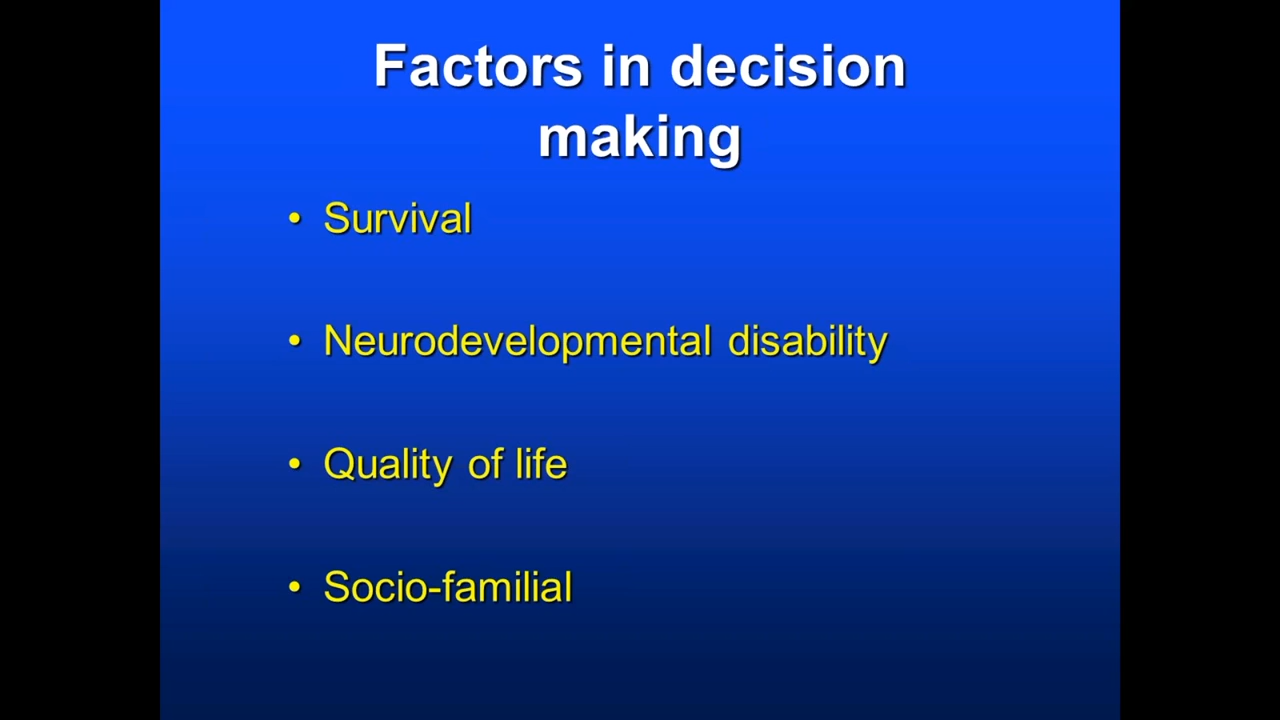 Factors in decision
making
• Survival
• Neurodevelopmental disability
• Quality of life
• Socio-familial